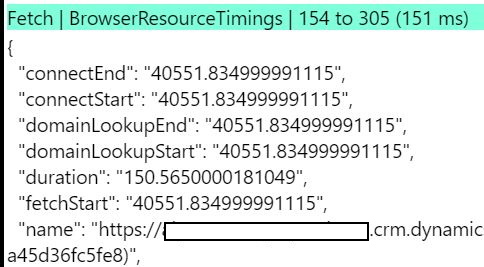 Fetch | BrowserResourceTimings | 154 to 305 (151 ms)
{
"connectEnd": "40551.834999991115",
"connectStart": "40551.834999991115",
"domainLookupEnd": "40551.834999991115",
"domainLookupStart": "40551.834999991115",
"duration": "150.5650000181049",
"fetchStart": "40551.834999991115",
"name": "https:// .crm.dynamics
a45d36fc5fe8)",